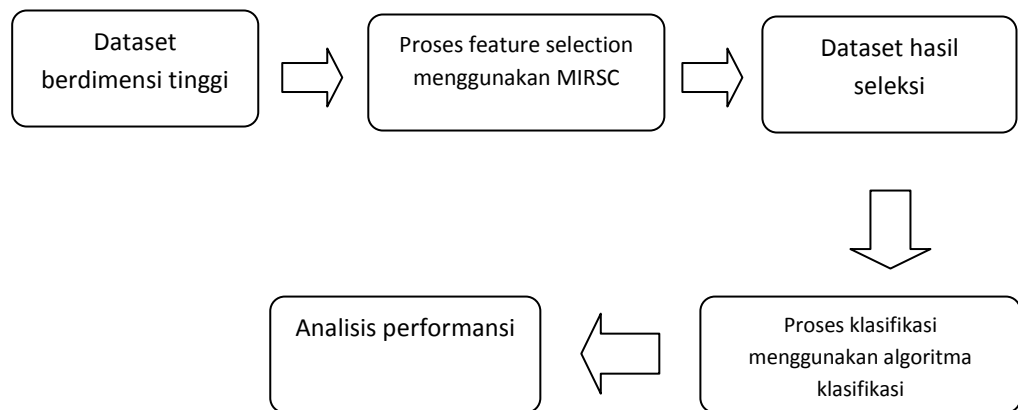 Dataset
berdimensi tinggi
Proses feature selection
menggunakan MIRSC
Dataset hasil
seleksi
Proses klasifikasi
menggunakan algoritma
klasifikasi
Analisis performansi